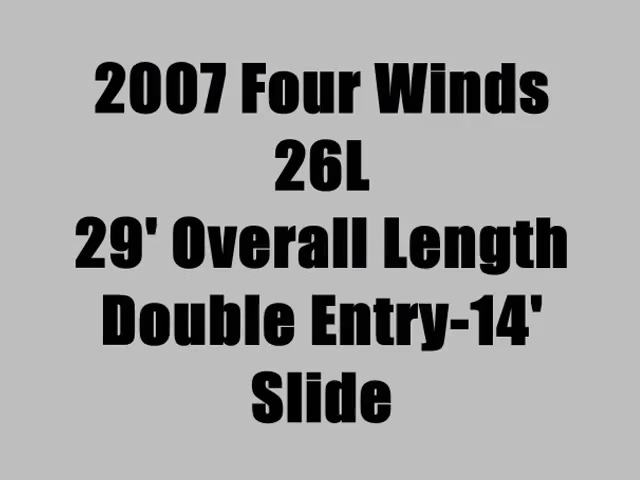 2007 Four Winds
26L
29' Overall Length
Double Entry-14'
Slide